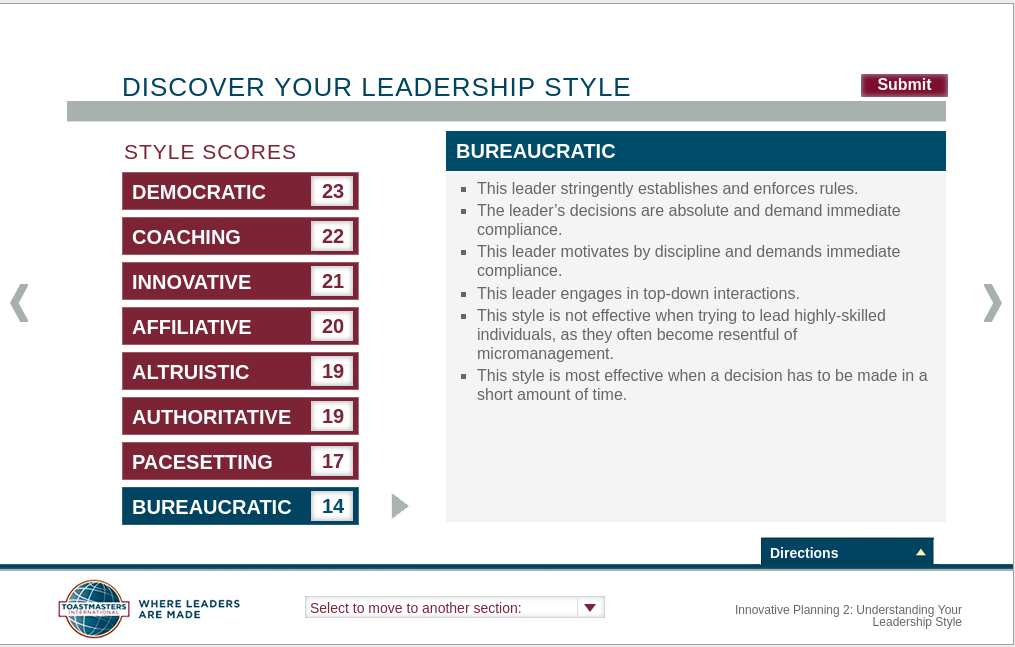 DISCOVER YOUR LEADERSHIP STYLE
Submit
STYLE SCORES
DEMOCRATIC 23
COACHING 22
INNOVATIVE 21
AFFILIATIVE 20
ALTRUISTIC 19
AUTHORITATIVE 19
PACESETTING 17
BUREAUCRATIC 14
BUREAUCRATIC
This leader stringently establishes and enforces rules.
The leader’s decisions are absolute and demand immediate
compliance.
This leader motivates by discipline and demands immediate
compliance.
This leader engages in top-down interactions.
This style is not effective when trying to lead highly-skilled
individuals, as they often become resentful of
micromanagement.
This style is most effective when a decision has to be made in a
short amount of time.
Directions
TOASTMASTERS
INTERNATIONAL
WHERE LEADERS
ARE MADE
Select to move to another section:
Innovative Planning 2: Understanding Your
Leadership Style